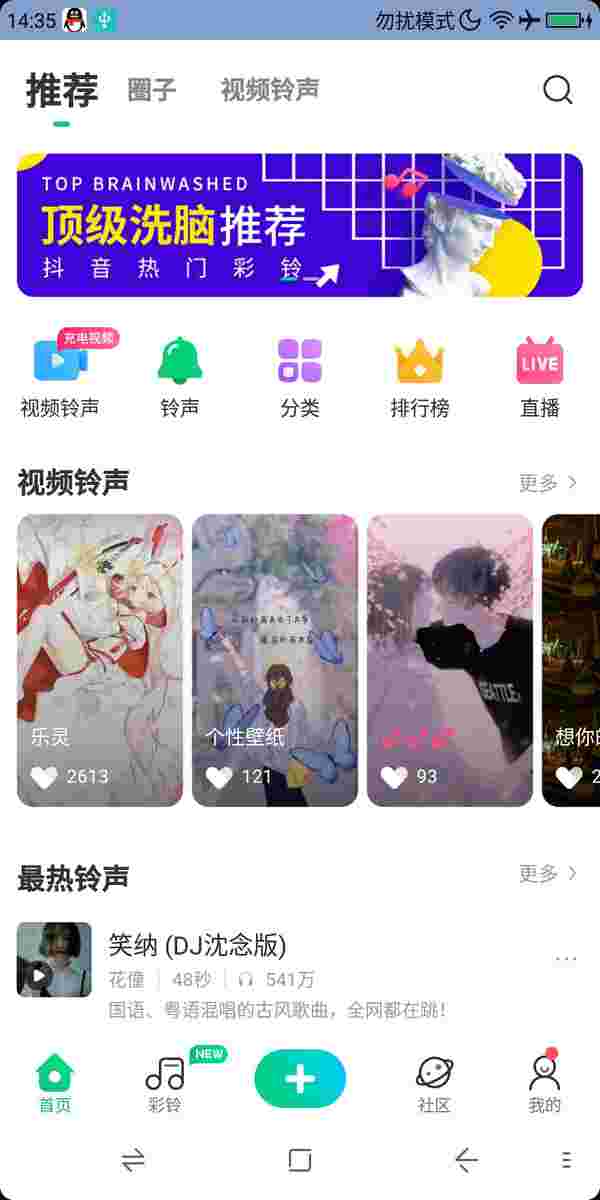 14:35
勿扰模式
推荐 圈子 视频铃声
TOP BRAINWASHED
顶级洗脑推荐
抖音热门彩铃
充电视频
LIVE
视频铃声 铃声 分类 排行榜 直播
视频铃声 更多
SEATTLE
乐灵 个性壁纸
2613 121 93 2
最热铃声 更多
笑纳 (DJ沈念版)
花僮 48秒 541万
国语、粤语混唱的古风歌曲，全网都在跳！
NEW
首页 彩铃 社区 我的